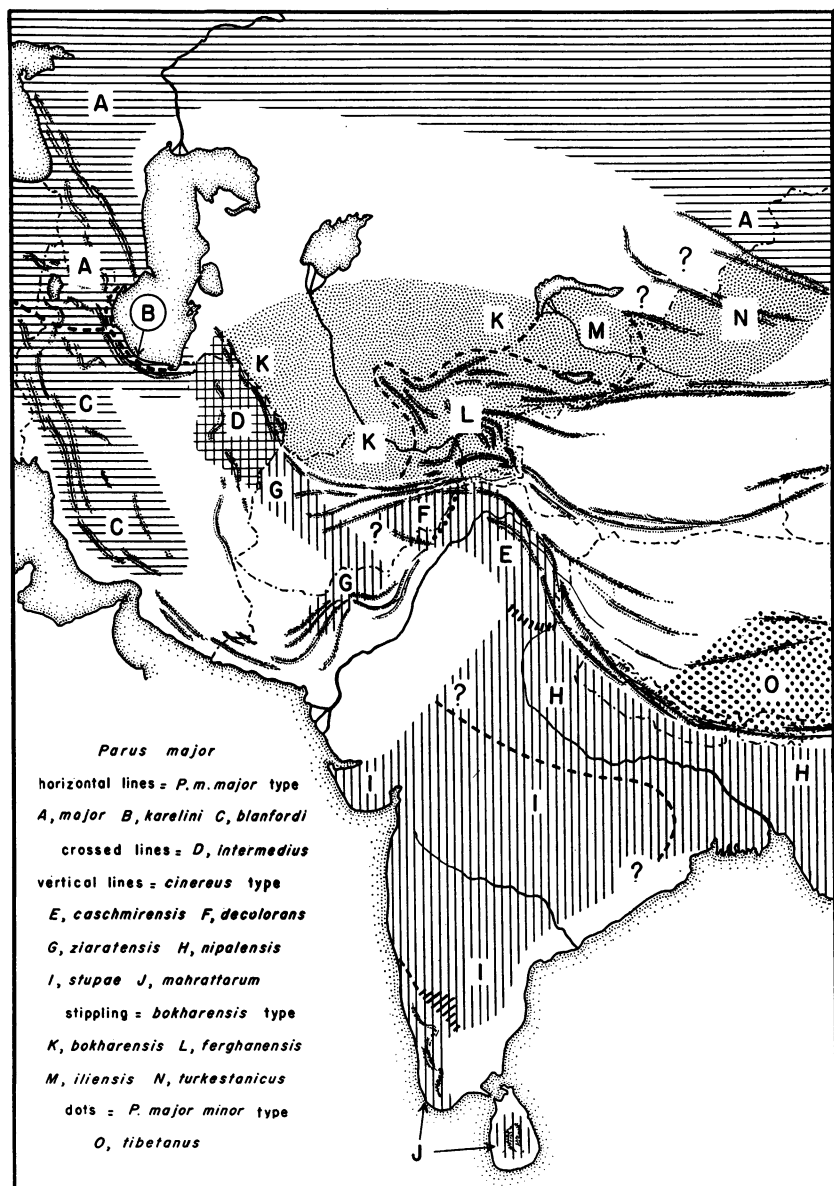 A
A
?
A
B
?
K
M
N
K
C
D
L
K
G
F
C
?
E
G
O
?
H
H
I
I
?
I
J
Parus major
horizontal lines = P. m. major type
A, major B, karelini C, blanfordi
crossed lines = D, intermedius
vertical lines = cinereus type
E, caschmirensis F, decolorans
G, ziaratensis H, nipalensis
I, stupae J, mahrattarum
stippling = bokharensis type
K, bokharensis L, ferghanensis
M, iliensis N, turkestanicus
dots = P. major minor type
O, tibetanus